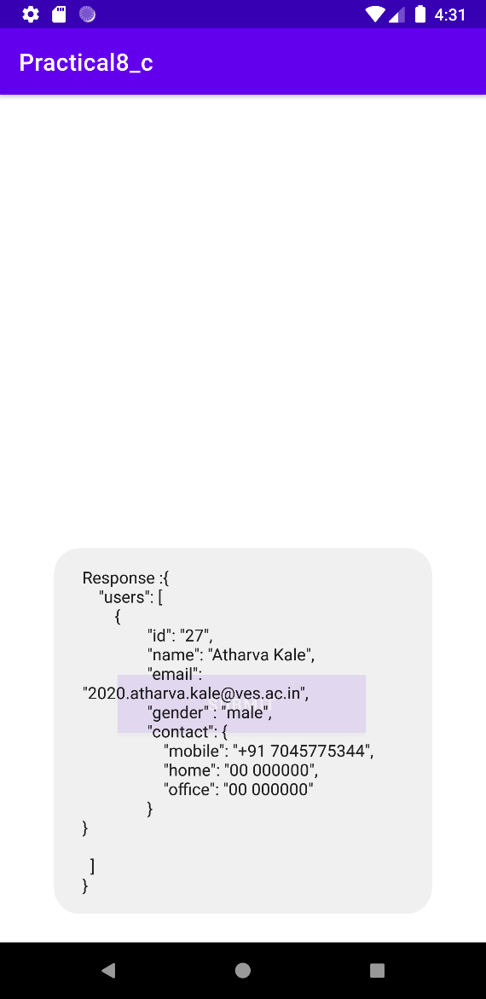 4:31
Practical8_c
Response :{
"users": [
{
"id": "27",
"name": "Atharva Kale",
"email":
"2020.atharva.kale@ves.ac.in",
"gender" : "male",
"contact": {
"mobile": "+91 7045775344",
"home": "00 000000",
"office": "00 000000"
}
}
]
}